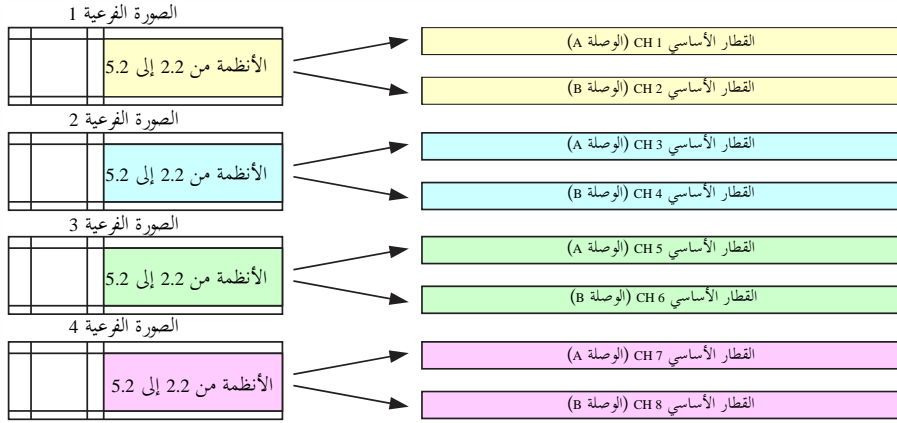 الصورة الفرعية 1
الأنظمة من 2.2 إلى 5.2
القطار الأساسي CH 1 (الوصلة A)
القطار الأساسي CH 2 (الوصلة B)
الصورة الفرعية 2
الأنظمة من 2.2 إلى 5.2
القطار الأساسي CH 3 (الوصلة A)
القطار الأساسي CH 4 (الوصلة B)
الصورة الفرعية 3
الأنظمة من 2.2 إلى 5.2
القطار الأساسي CH 5 (الوصلة A)
القطار الأساسي CH 6 (الوصلة B)
الصورة الفرعية 4
الأنظمة من 2.2 إلى 5.2
القطار الأساسي CH 7 (الوصلة A)
القطار الأساسي CH 8 (الوصلة B)